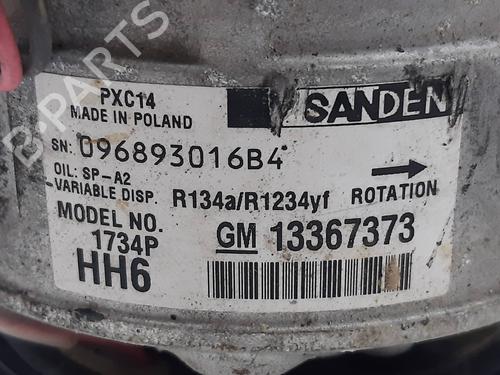 PXC14
MADE IN POLAND
SANDEN
SN: 096893016B4
OIL: SP-A2
VARIABLE DISP. R134a/R1234yf ROTATION
MODEL NO.
1734P
GM 13367373
HH6
B-PARTS